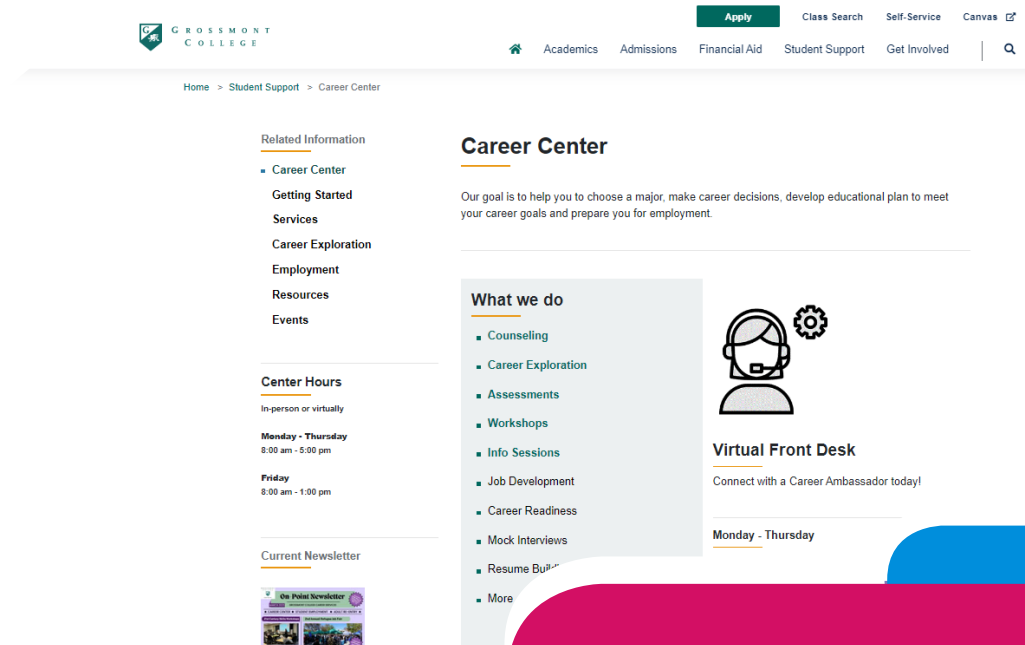 GROSSMONT
COLLEGE
Apply
Class Search
Self-Service
Canvas
Academics
Admissions
Financial Aid
Student Support
Get Involved
Home > Student Support > Career Center
Related Information
Career Center
Getting Started
Services
Career Exploration
Employment
Resources
Events
Center Hours
In-person or virtually
Monday - Thursday
8:00 am - 5:00 pm
Friday
8:00 am - 1:00 pm
Current Newsletter
On Point Newsletter
Career Center
Our goal is to help you to choose a major, make career decisions, develop educational plan to meet
your career goals and prepare you for employment.
What we do
Counseling
Career Exploration
Assessments
Workshops
Info Sessions
Job Development
Career Readiness
Mock Interviews
Resume
More
Virtual Front Desk
Connect with a Career Ambassador today!
Monday - Thursday